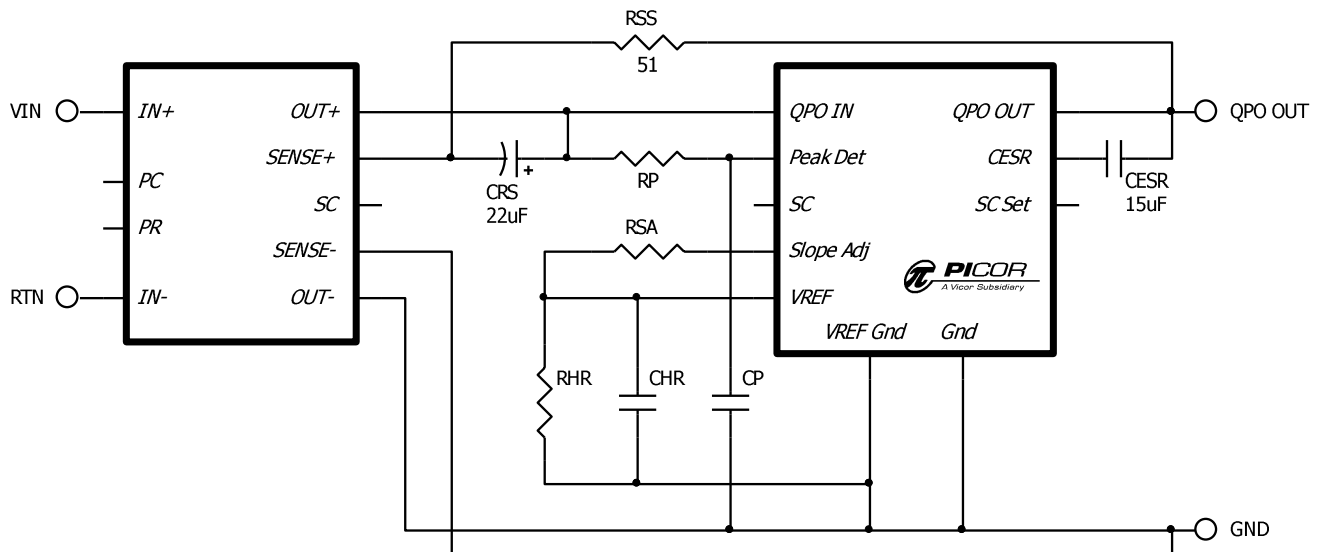 RSS
51
VIN
IN+
OUT+
QPO IN
QPO OUT
QPO OUT
SENSE+
Peak Det
CESR
PC
CRS
22uF
+
RP
CESR
15uF
SC
SC
SC Set
PR
RSA
SENSE-
Slope Adj
π PICOR
A Vicor Subsidiary
RTN
IN-
OUT-
VREF
VREF Gnd
Gnd
RHR
CHR
CP
GND